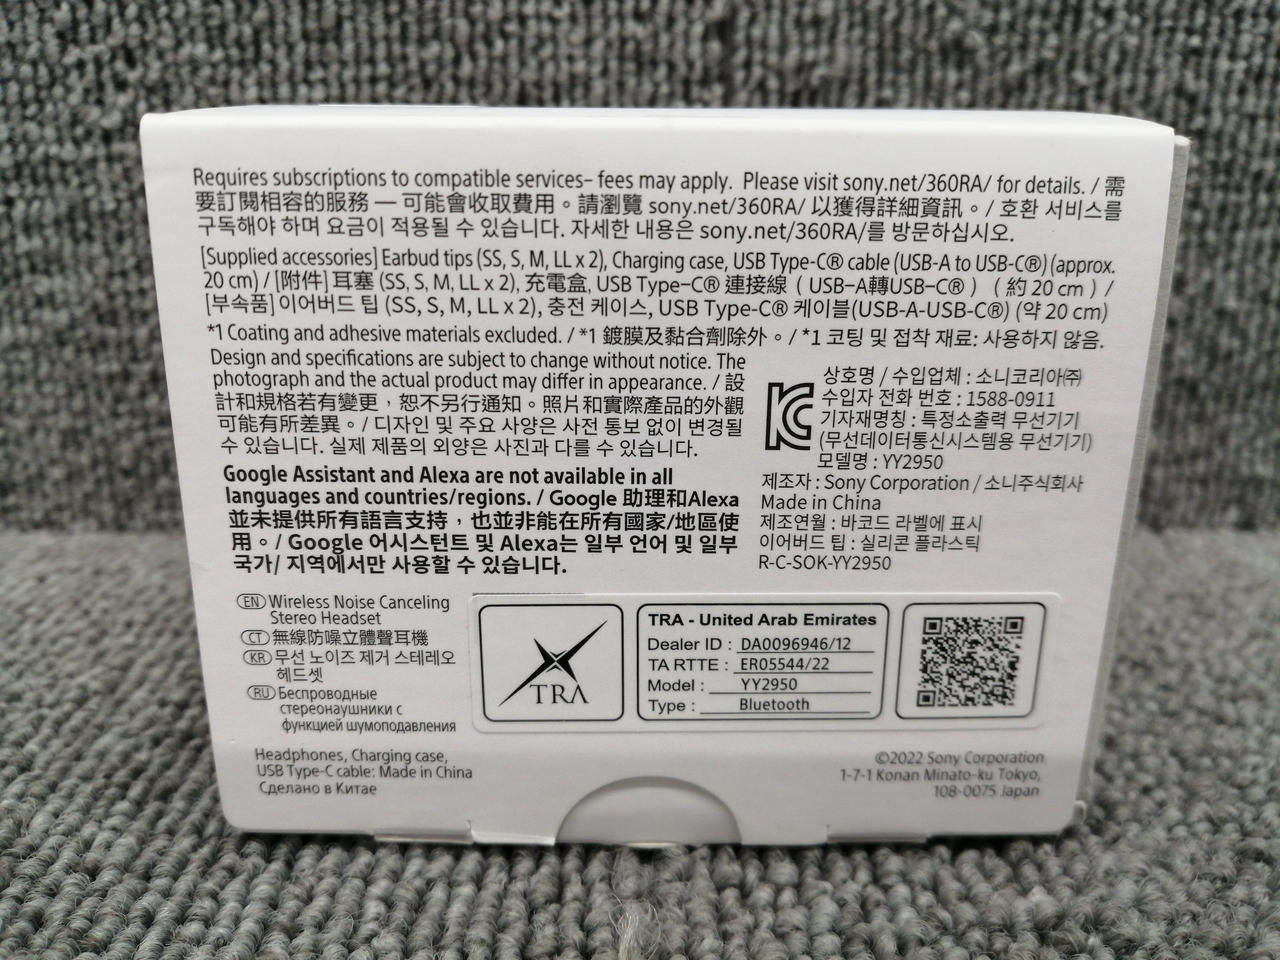 Requires subscriptions to compatible services– fees may apply. Please visit sony.net/360RA/ for details. / 需
要訂閱相容的服務 — 可能會收取費用。請瀏覽 sony.net/360RA/ 以獲得詳細資訊。/ 호환 서비스를
구독해야 하며 요금이 적용될 수 있습니다. 자세한 내용은 sony.net/360RA/를 방문하십시오.
[Supplied accessories] Earbud tips (SS, S, M, LL x 2), Charging case, USB Type-C® cable (USB-A to USB-C®) (approx.
20 cm) / [附件] 耳塞 (SS, S, M, LL x 2), 充電盒, USB Type-C® 連接線（USB-A轉USB-C®）（約 20 cm）/
[부속품] 이어버드 팁 (SS, S, M, LL x 2), 충전 케이스, USB Type-C® 케이블(USB-A-USB-C®) (약 20 cm)
*1 Coating and adhesive materials excluded. / *1 鍍膜及黏合劑除外。/ *1 코팅 및 접착 재료: 사용하지 않음.
Design and specifications are subject to change without notice. The
photograph and the actual product may differ in appearance. / 設
計和規格若有變更，恕不另行通知。照片和實際產品的外觀
可能有所差異。/ 디자인 및 주요 사양은 사전 통보 없이 변경될
수 있습니다. 실제 제품의 외양은 사진과 다를 수 있습니다.
Google Assistant and Alexa are not available in all
languages and countries/regions. / Google 助理和Alexa
並未提供所有語言支持，也並非能在所有國家/地區使
用。/ Google 어시스턴트 및 Alexa는 일부 언어 및 일부
국가/ 지역에서만 사용할 수 있습니다.
KC
상호명 / 수입업체 : 소니코리아㈜
수입자 전화 번호 : 1588-0911
기자재명칭 : 특정소출력 무선기기
(무선데이터통신시스템용 무선기기)
모델명 : YY2950
제조자 : Sony Corporation / 소니주식회사
Made in China
제조연월 : 바코드 라벨에 표시
이어버드 팁 : 실리콘 플라스틱
R-C-SOK-YY2950
EN Wireless Noise Canceling
Stereo Headset
CT 無線防噪立體聲耳機
KR 무선 노이즈 제거 스테레오
헤드셋
RU Беспроводные
стереонаушники с
функцией шумоподавления
TRA
TRA - United Arab Emirates
Dealer ID : DA0096946/12
TA RTTE : ER05544/22
Model : YY2950
Type : Bluetooth
Headphones, Charging case,
USB Type-C cable: Made in China
Сделано в Китае
©2022 Sony Corporation
1-7-1 Konan Minato-ku Tokyo,
108-0075 Japan